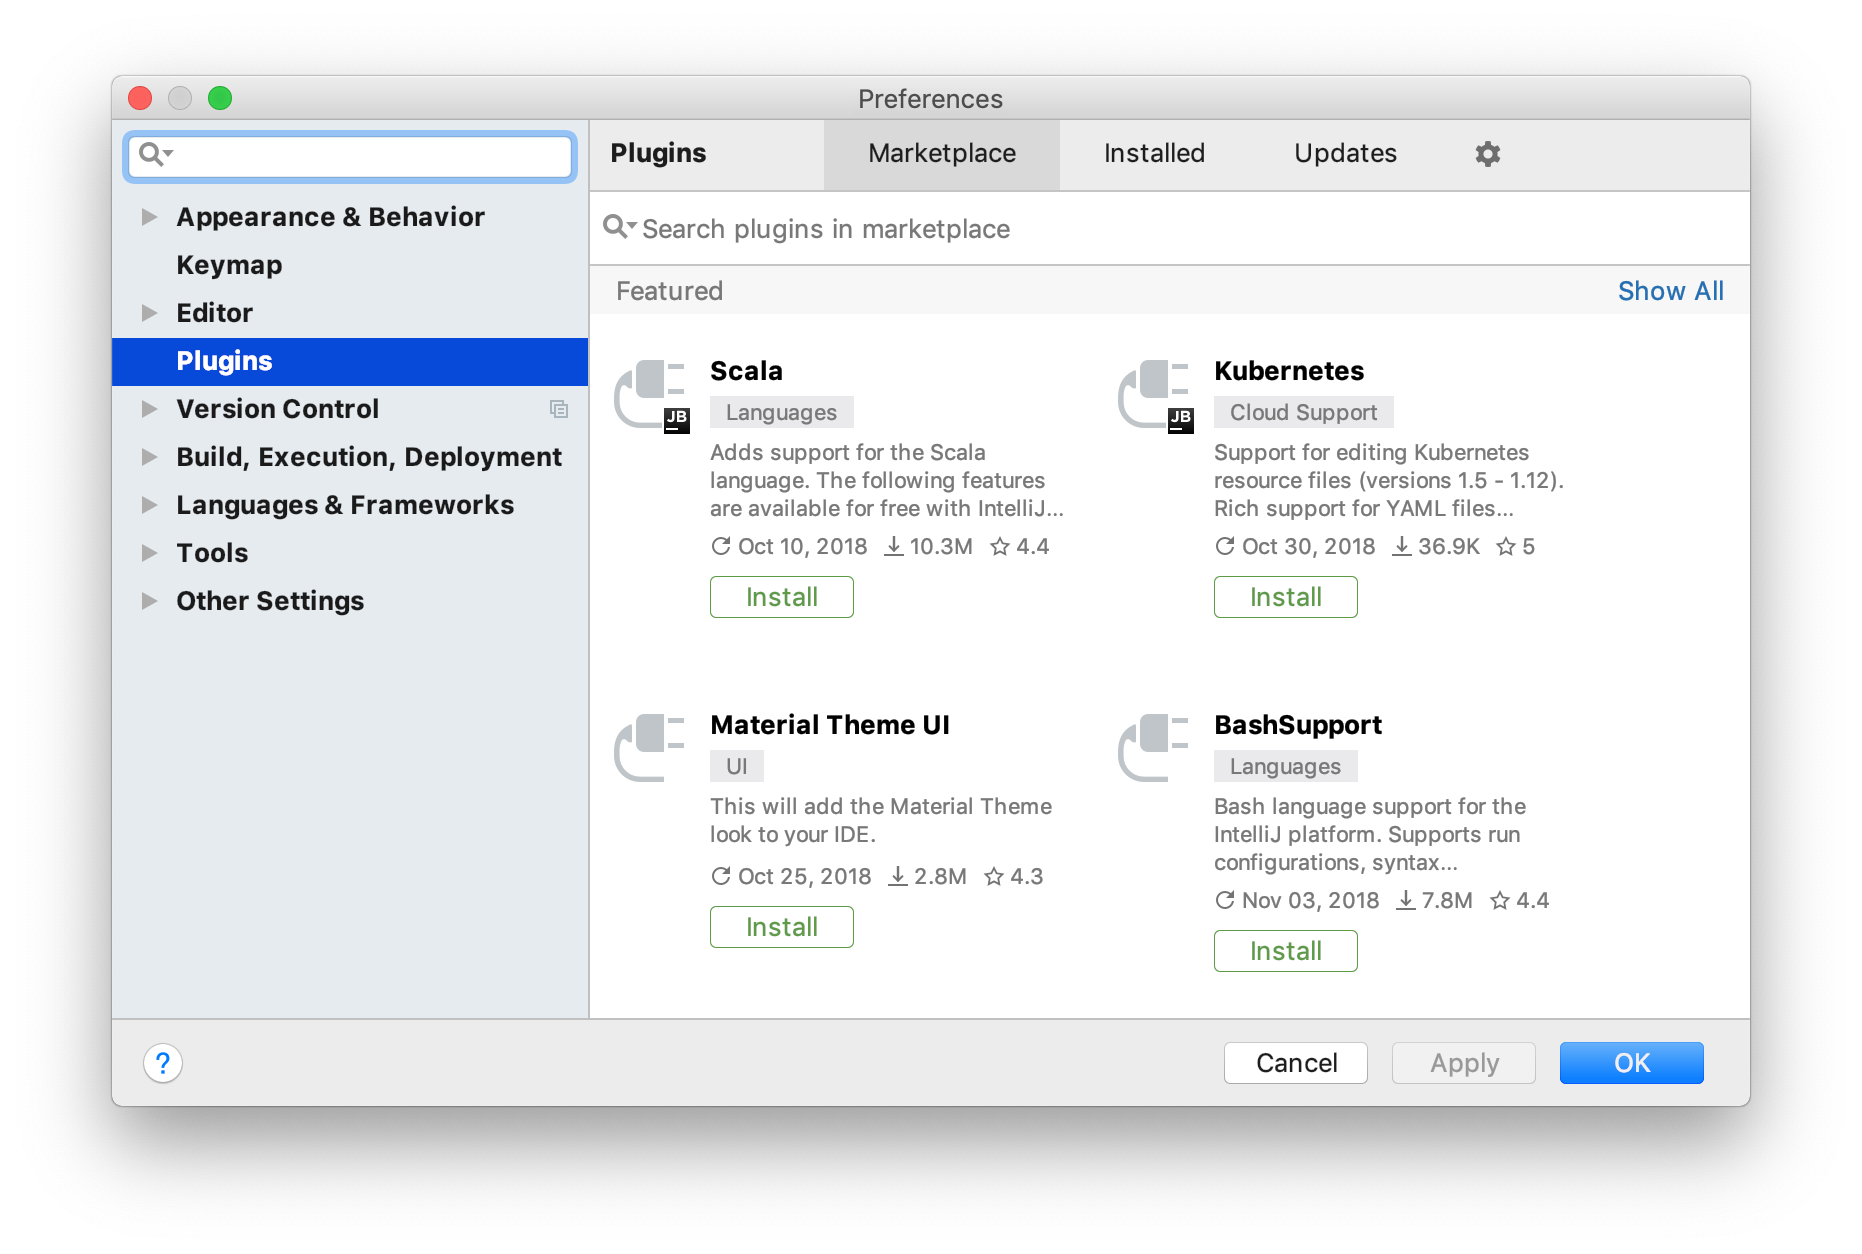 Preferences
Appearance & Behavior
Keymap
Editor
Plugins
Version Control
Build, Execution, Deployment
Languages & Frameworks
Tools
Other Settings
Plugins
Marketplace
Installed
Updates
Search plugins in marketplace
Featured
Show All
Scala
Languages
Adds support for the Scala
language. The following features
are available for free with IntelliJ...
Oct 10, 2018 10.3M 4.4
Install
JB
Kubernetes
Cloud Support
Support for editing Kubernetes
resource files (versions 1.5 - 1.12).
Rich support for YAML files...
Oct 30, 2018 36.9K 5
Install
JB
Material Theme UI
UI
This will add the Material Theme
look to your IDE.
Oct 25, 2018 2.8M 4.3
Install
BashSupport
Languages
Bash language support for the
IntelliJ platform. Supports run
configurations, syntax...
Nov 03, 2018 7.8M 4.4
Install
?
Cancel
Apply
OK